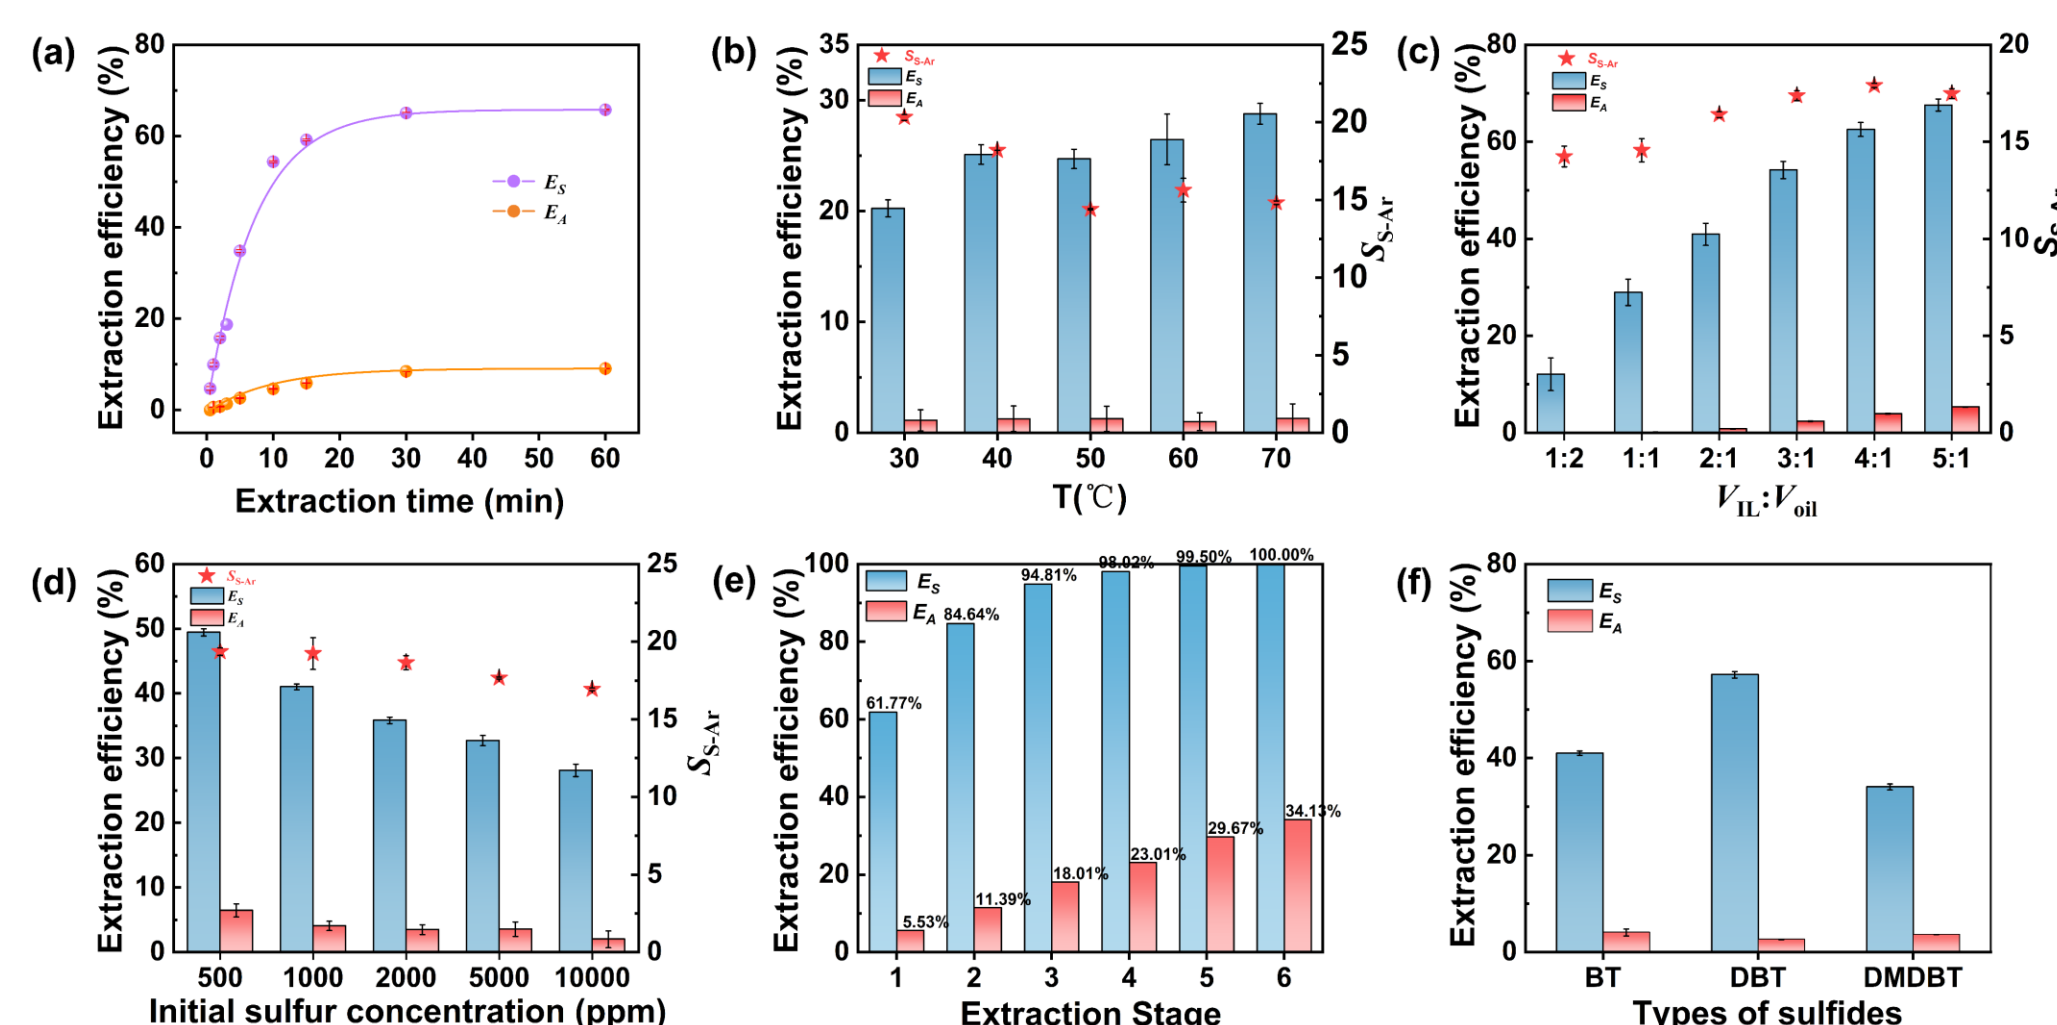 (a)
Extraction efficiency (%)
80
60
40
20
0
E_S
E_A
0 10 20 30 40 50 60
Extraction time (min)
(b)
Extraction efficiency (%)
35
30
20
10
0
S_S-Ar
E_S
E_A
25
20
15
10
5
0
S_S-Ar
30 40 50 60 70
T(℃)
(c)
Extraction efficiency (%)
80
60
40
20
0
S_S-Ar
E_S
E_A
20
15
10
5
0
1:2 1:1 2:1 3:1 4:1 5:1
V_IL:V_oil
(d)
Extraction efficiency (%)
60
50
40
30
20
10
0
S_S-Ar
E_S
E_A
25
20
15
10
5
0
S_S-Ar
500 1000 2000 5000 10000
Initial sulfur concentration (ppm)
(e)
Extraction efficiency (%)
100
80
60
40
20
0
E_S
E_A
61.77%
84.64%
94.81%
98.02%
99.50%
100.00%
5.53%
11.39%
18.01%
23.01%
29.67%
34.13%
1 2 3 4 5 6
Extraction Stage
(f)
Extraction efficiency (%)
80
60
40
20
0
E_S
E_A
BT DBT DMDBT
Types of sulfides